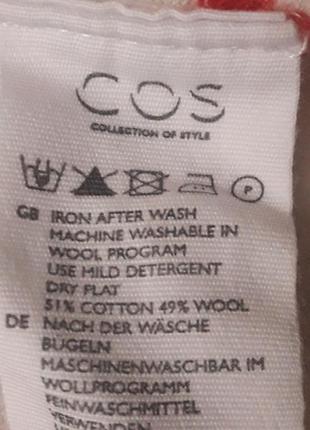 COS
COLLECTION OF STYLE
P
GB IRON AFTER WASH
MACHINE WASHABLE IN
WOOL PROGRAM
USE MILD DETERGENT
DRY FLAT
51% COTTON 49% WOOL
DE NACH DER WÄSCHE
BÜGELN
MASCHINENWASCHBAR IM
WOLLPROGRAMM
FEINWASCHMITTEL
VERWENDEN